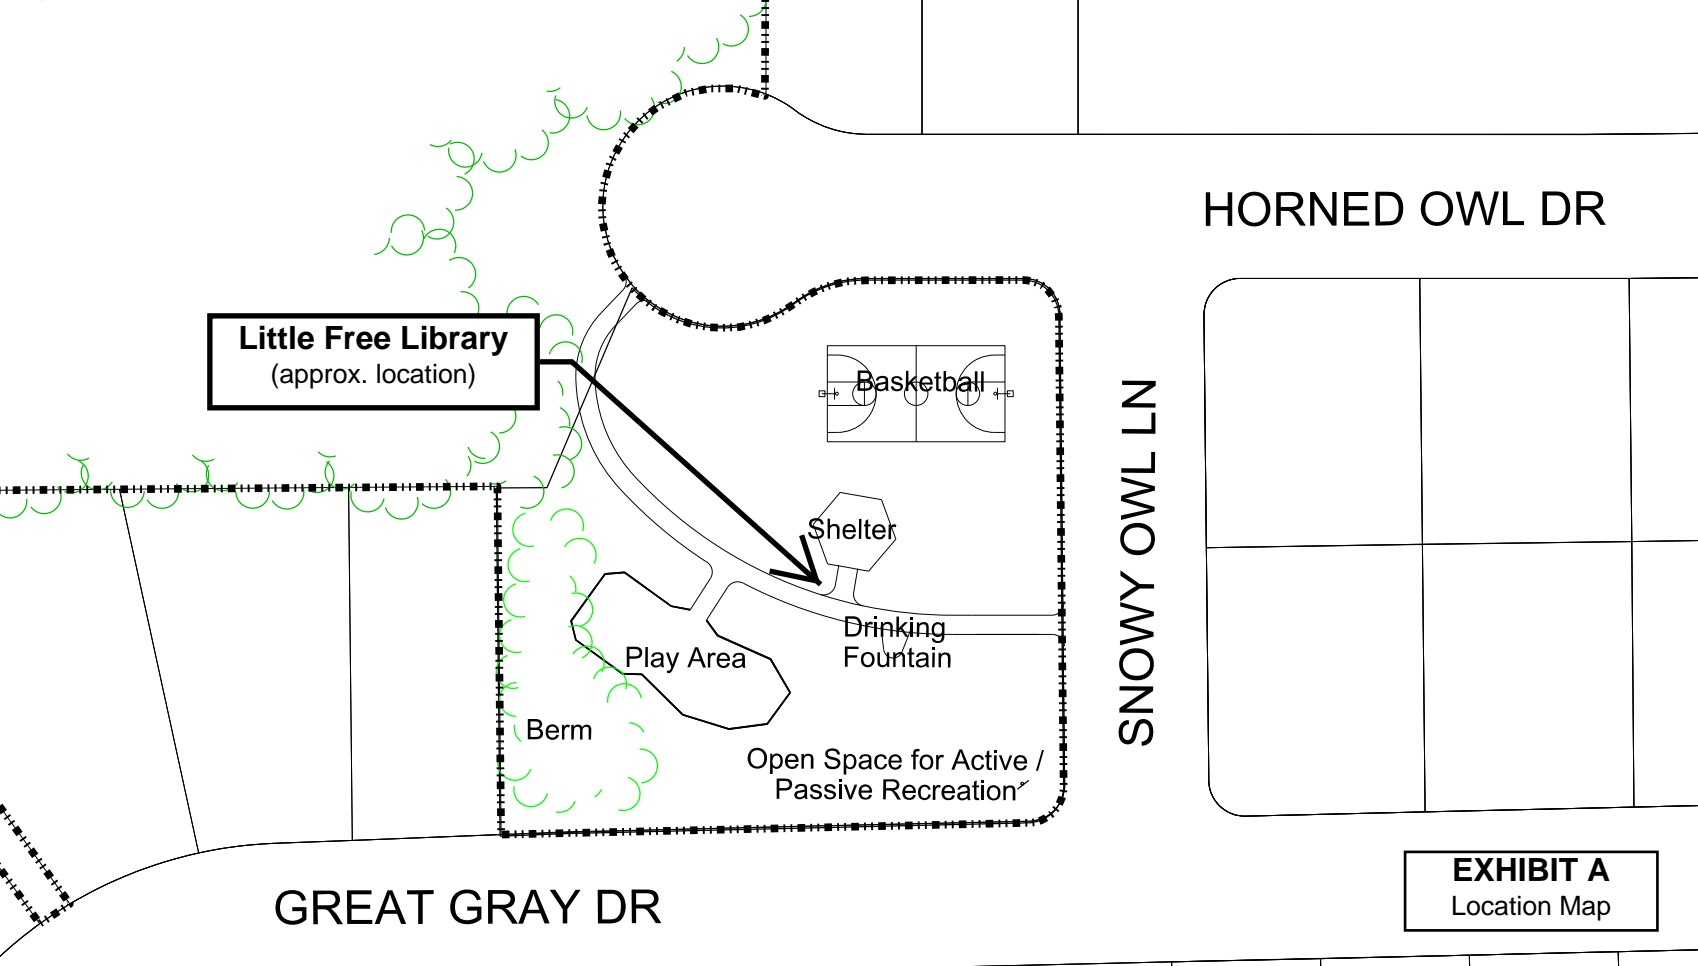 HORNED OWL DR
Little Free Library
(approx. location)
Basketball
SNOWY OWL LN
Shelter
Drinking
Fountain
Play Area
Berm
Open Space for Active /
Passive Recreation
EXHIBIT A
Location Map
GREAT GRAY DR